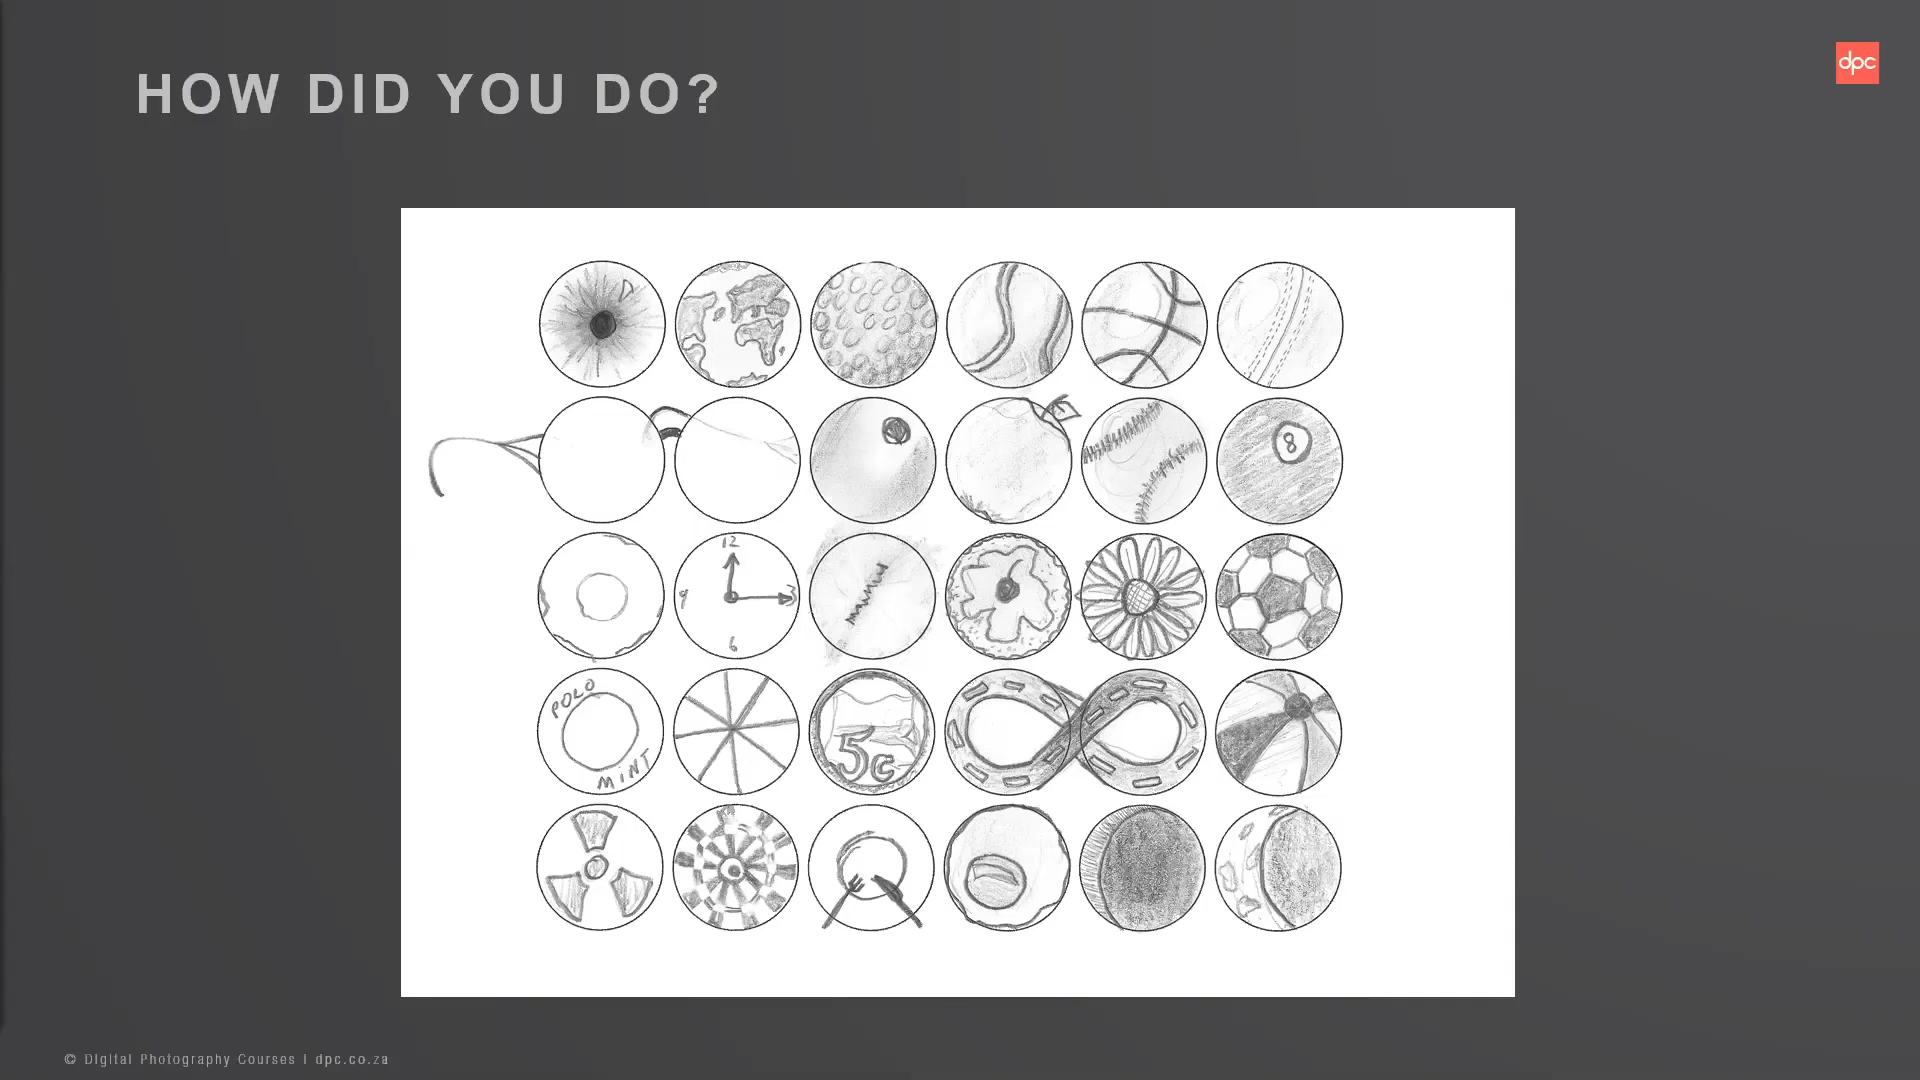 HOW DID YOU DO?
dpc
8
12
9
3
6
POLO
MINT
5c
© Digital Photography Courses | dpc.co.za